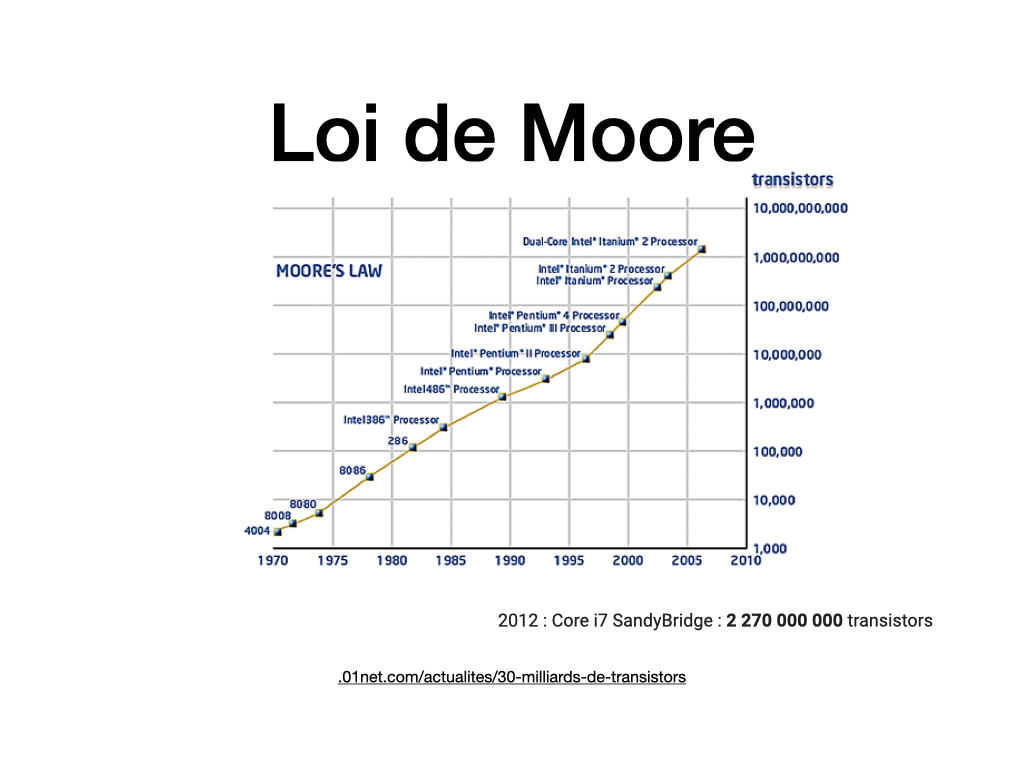 Loi de Moore
transistors
10,000,000,000
Dual-Core Intel® Itanium® 2 Processor
1,000,000,000
MOORE'S LAW
Intel® Itanium® 2 Processor
Intel® Itanium® Processor
100,000,000
Intel® Pentium® 4 Processor
Intel® Pentium® III Processor
Intel® Pentium® II Processor
10,000,000
Intel® Pentium® Processor
Intel486™ Processor
1,000,000
Intel386™ Processor
286
100,000
8086
10,000
8080
8008
4004
1,000
1970 1975 1980 1985 1990 1995 2000 2005 2010
2012 : Core i7 SandyBridge : 2 270 000 000 transistors
.01net.com/actualites/30-milliards-de-transistors